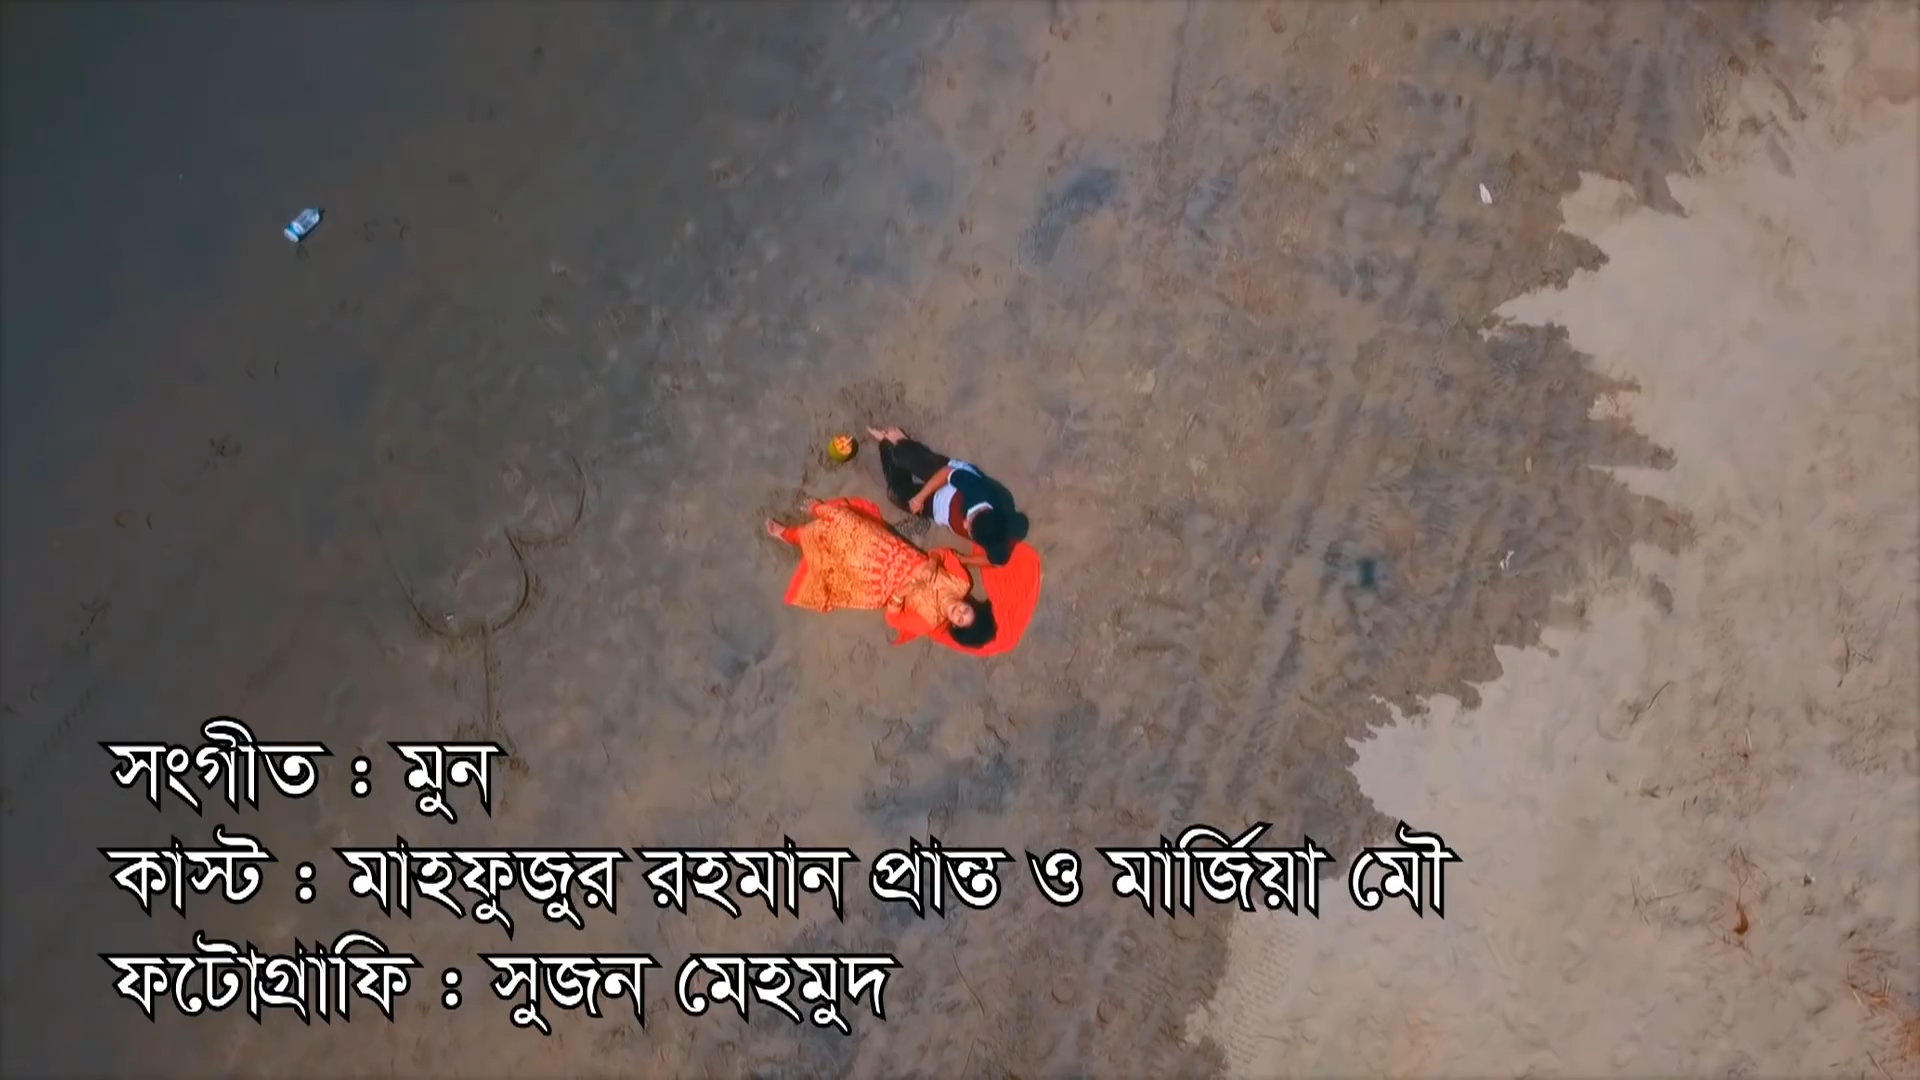 সংগীত : মুন
কাস্ট : মাহফুজুর রহমান প্রান্ত ও মার্জিয়া মৌ
ফটোগ্রাফি : সুজন মেহমুদ